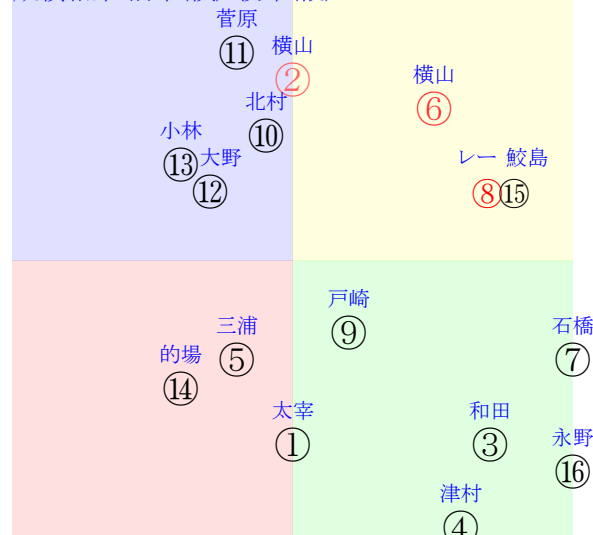 菅原
⑪
横山
②
横山
⑥
北村
⑩
小林
⑬
大野
⑫
レー 鮫島
⑧⑮
戸崎
⑨
三浦
⑤
石橋
⑦
的場
⑭
太宰
①
和田
③
永野
⑯
津村
④